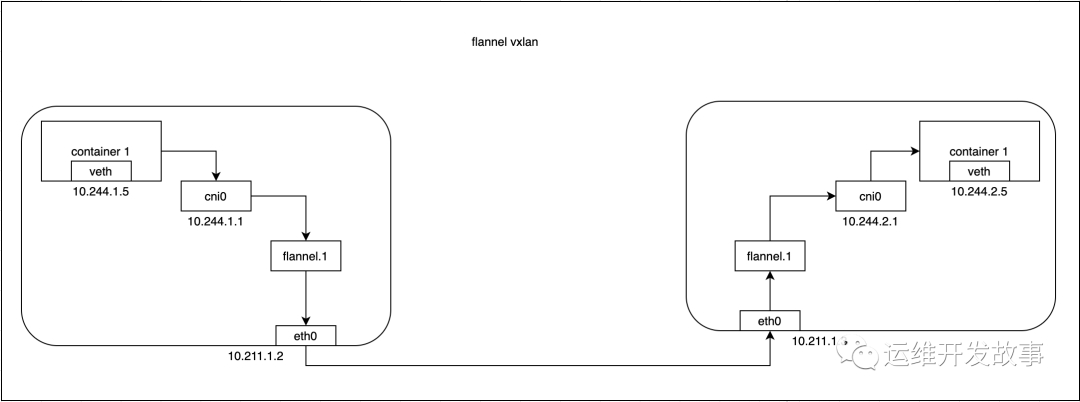 flannel vxlan
container 1
veth
10.244.1.5
cni0
10.244.1.1
flannel.1
eth0
10.211.1.2
container 1
veth
10.244.2.5
cni0
10.244.2.1
flannel.1
eth0
运维开发故事